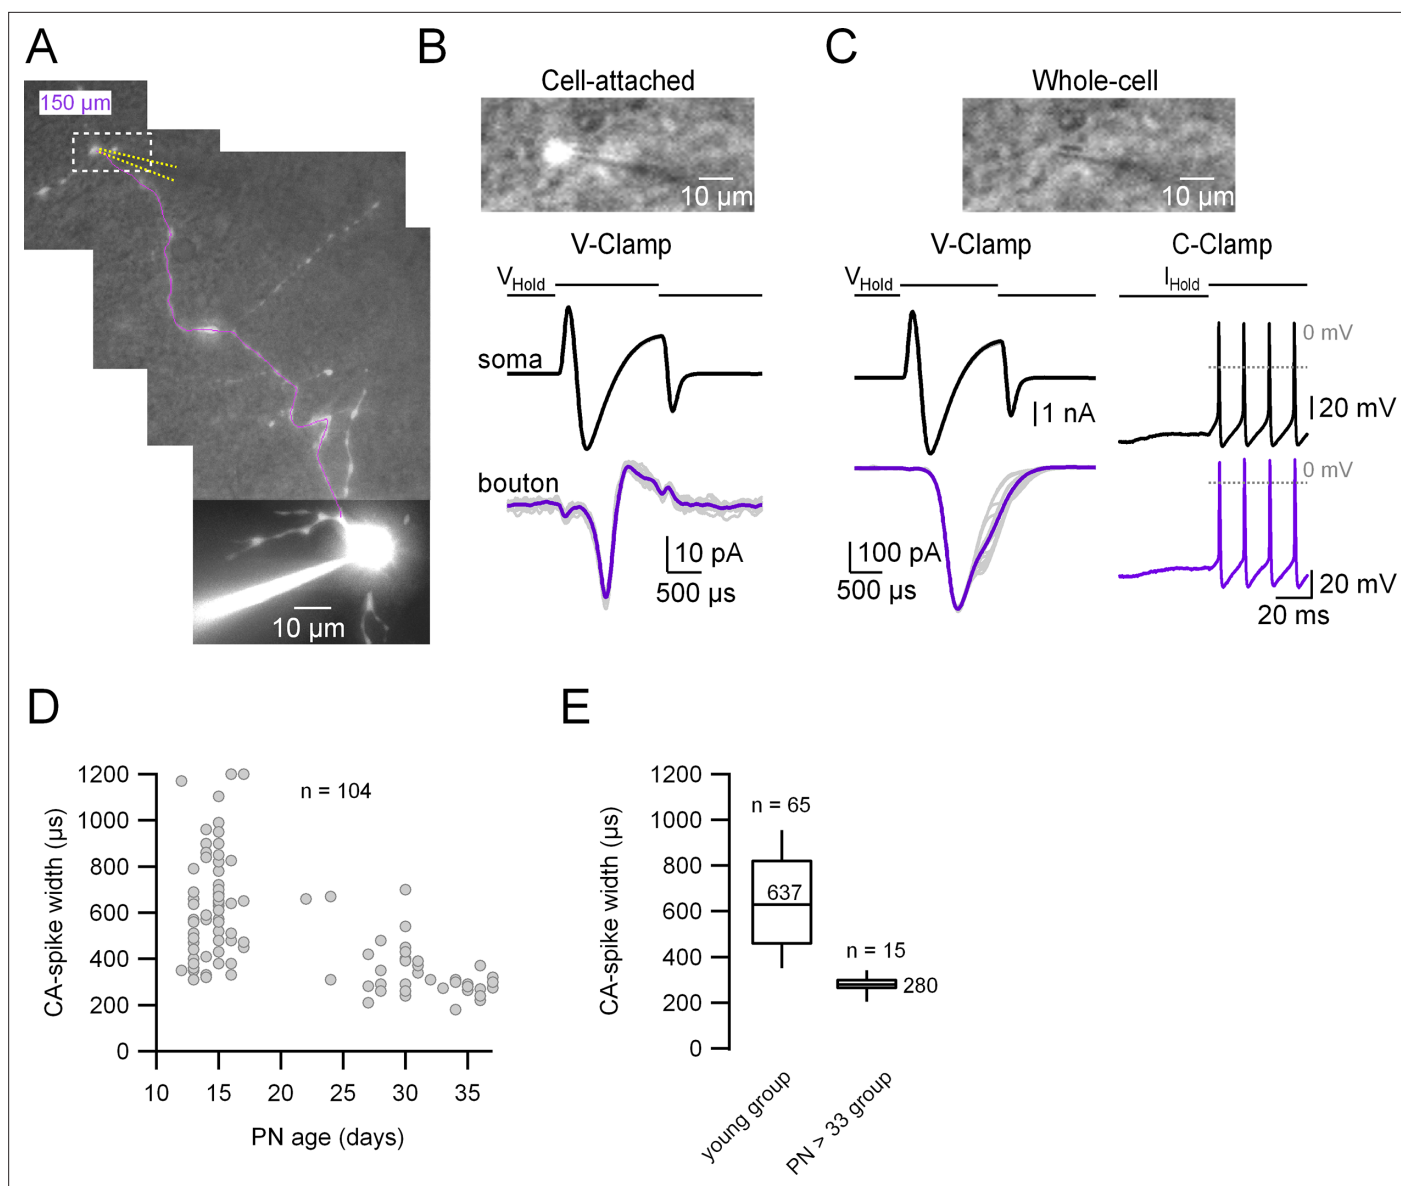 A
150 µm
10 µm
B
Cell-attached
10 µm
V-Clamp
VHold
soma
bouton
10 pA
500 µs
C
Whole-cell
10 µm
V-Clamp
C-Clamp
VHold
IHold
1 nA
0 mV
20 mV
100 pA
500 µs
0 mV
20 mV
20 ms
D
CA-spike width (µs)
1200
1000
800
600
400
200
0
n = 104
10 15 20 25 30 35
PN age (days)
E
CA-spike width (µs)
1200
1000
800
600
400
200
0
n = 65
637
n = 15
280
young group
PN > 33 group